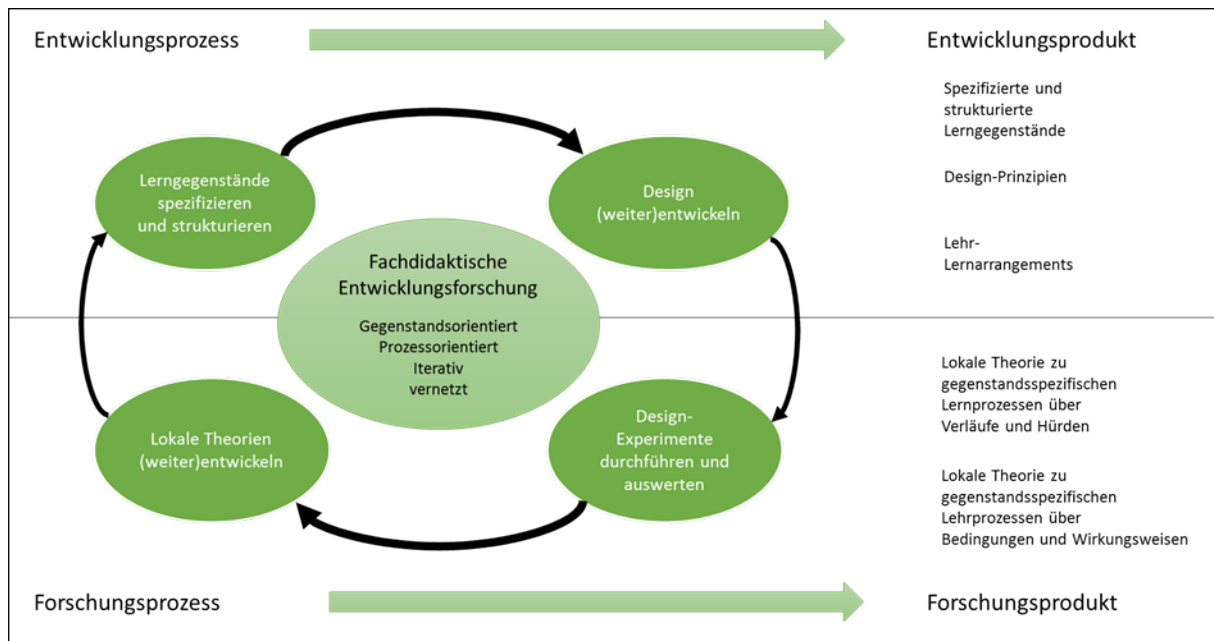 Entwicklungsprozess
Entwicklungsprodukt
Spezifizierte und
strukturierte
Lerngegenstände
Design-Prinzipien
Lehr-
Lernarrangements
Lerngegenstände
spezifizieren
und strukturieren
Design
(weiter)entwickeln
Fachdidaktische
Entwicklungsforschung
Gegenstandsorientiert
Prozessorientiert
Iterativ
vernetzt
Lokale Theorien
(weiter)entwickeln
Design-
Experimente
durchführen und
auswerten
Lokale Theorie zu
gegenstandsspezifischen
Lernprozessen über
Verläufe und Hürden
Lokale Theorie zu
gegenstandsspezifischen
Lehrprozessen über
Bedingungen und Wirkungsweisen
Forschungsprozess
Forschungsprodukt